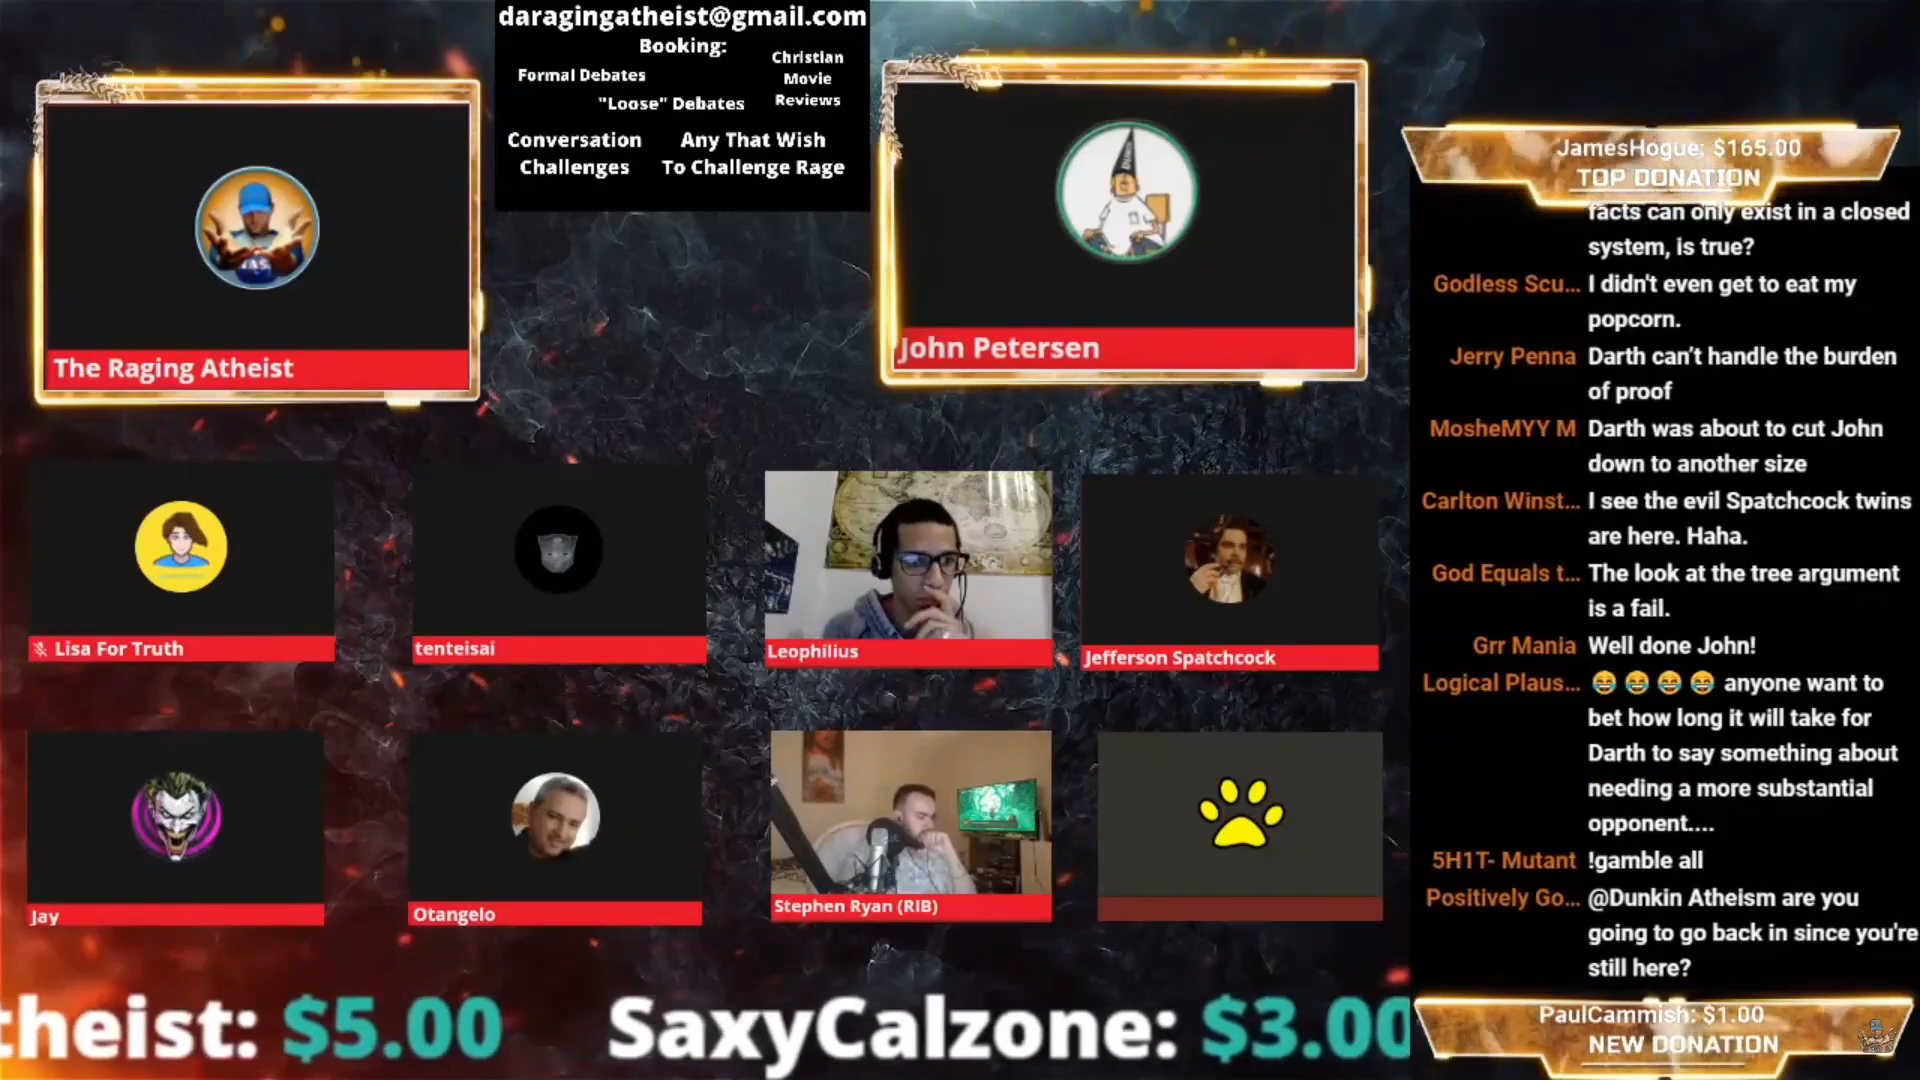 daragingatheist@gmail.com
Booking:
Formal Debates
"Loose" Debates
Christian
Movie
Reviews
Conversation
Challenges
Any That Wish
To Challenge Rage
The Raging Atheist
John Petersen
Lisa For Truth
tenteisai
Leophilius
Jefferson Spatchcock
Jay
Otangelo
Stephen Ryan (RIB)
theist: $5.00
SaxyCalzone: $3.00
JamesHogue: $165.00
TOP DONATION
facts can only exist in a closed
system, is true?
Godless Scu... I didn't even get to eat my
popcorn.
Jerry Penna Darth can't handle the burden
of proof
MosheMYY M Darth was about to cut John
down to another size
Carlton Winst... I see the evil Spatchcock twins
are here. Haha.
God Equals t... The look at the tree argument
is a fail.
Grr Mania Well done John!
Logical Plaus... 😂 😂 😂 😂 anyone want to
bet how long it will take for
Darth to say something about
needing a more substantial
opponent....
5H1T- Mutant !gamble all
Positively Go... @Dunkin Atheism are you
going to go back in since you're
still here?
PaulCammish: $1.00
NEW DONATION